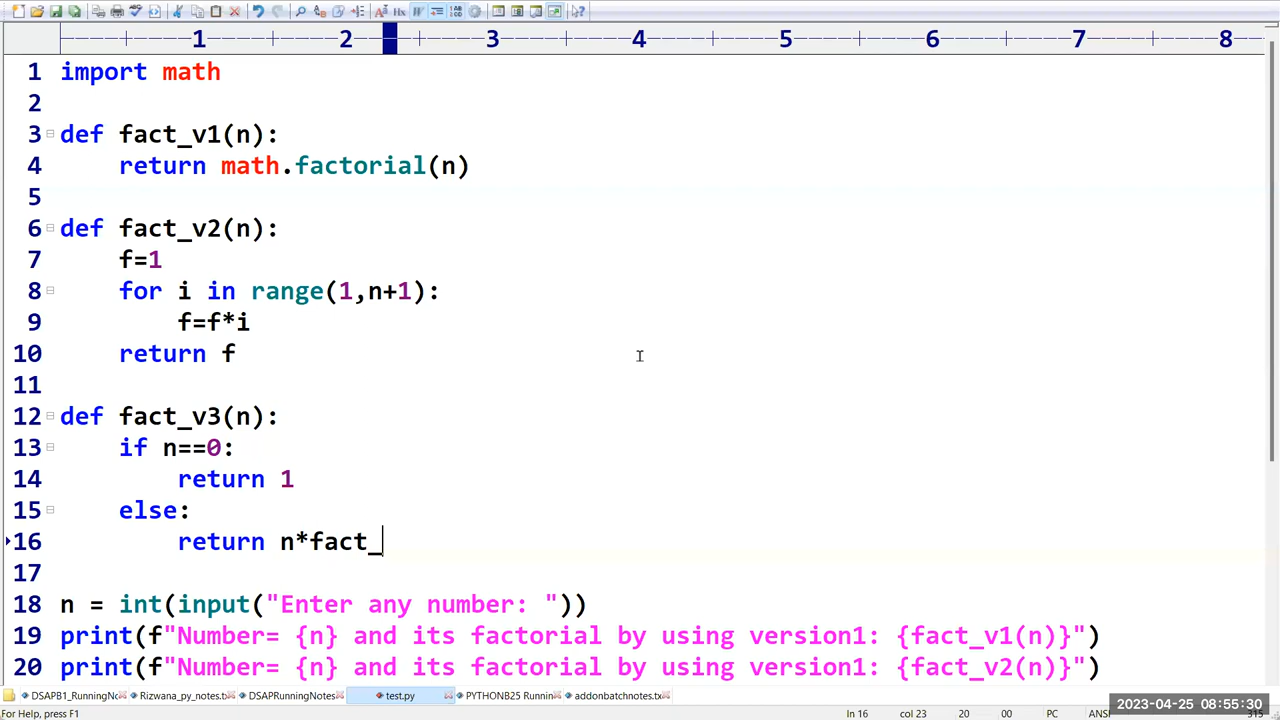 1 2 3 4 5 6 7 8
1 import math
2
3 def fact_v1(n):
4     return math.factorial(n)
5
6 def fact_v2(n):
7     f=1
8     for i in range(1,n+1):
9         f=f*i
10     return f
11
12 def fact_v3(n):
13     if n==0:
14         return 1
15     else:
16         return n*fact_
17
18 n = int(input("Enter any number: "))
19 print(f"Number= {n} and its factorial by using version1: {fact_v1(n)}")
20 print(f"Number= {n} and its factorial by using version1: {fact_v2(n)}")
DSAPB1_RunningNo Rizwana_py_notes.t DSAPRunningNotes test.py PYTHONB25 Runnin addonbatchnotes.tx
For Help, press F1 ln 16 col 23 20 00 PC ANSI
2023-04-25 08:55:30